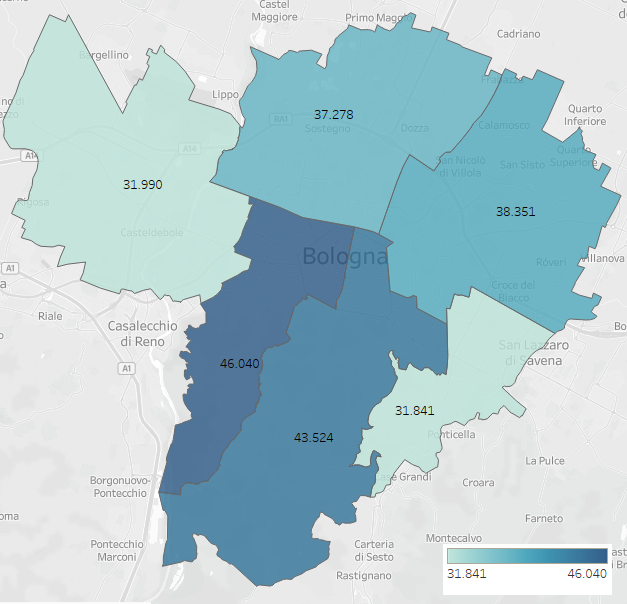 Castel
Maggiore
Primo Maggio
Cadriano
Bargellino
Lippo
Quarto
Inferiore
37.278
Sostegno
Dozza
Calamosco
Quarto
Superiore
A14
A14
San Nicolò
di Villola
San Sisto
31.990
Rigosa
38.351
Casteldebole
Bologna
Roveri
Villanova
A1
Croce del
Biacco
Riale
Casalecchio
di Reno
San Lazzaro
di Savena
A1
46.040
31.841
43.524
Ponticella
La Pulce
Borgonuovo-
Pontecchio
Croara
Farneto
Pontecchio
Marconi
Carteria
di Sesto
Montecalvo
Rastignano
31.841
46.040